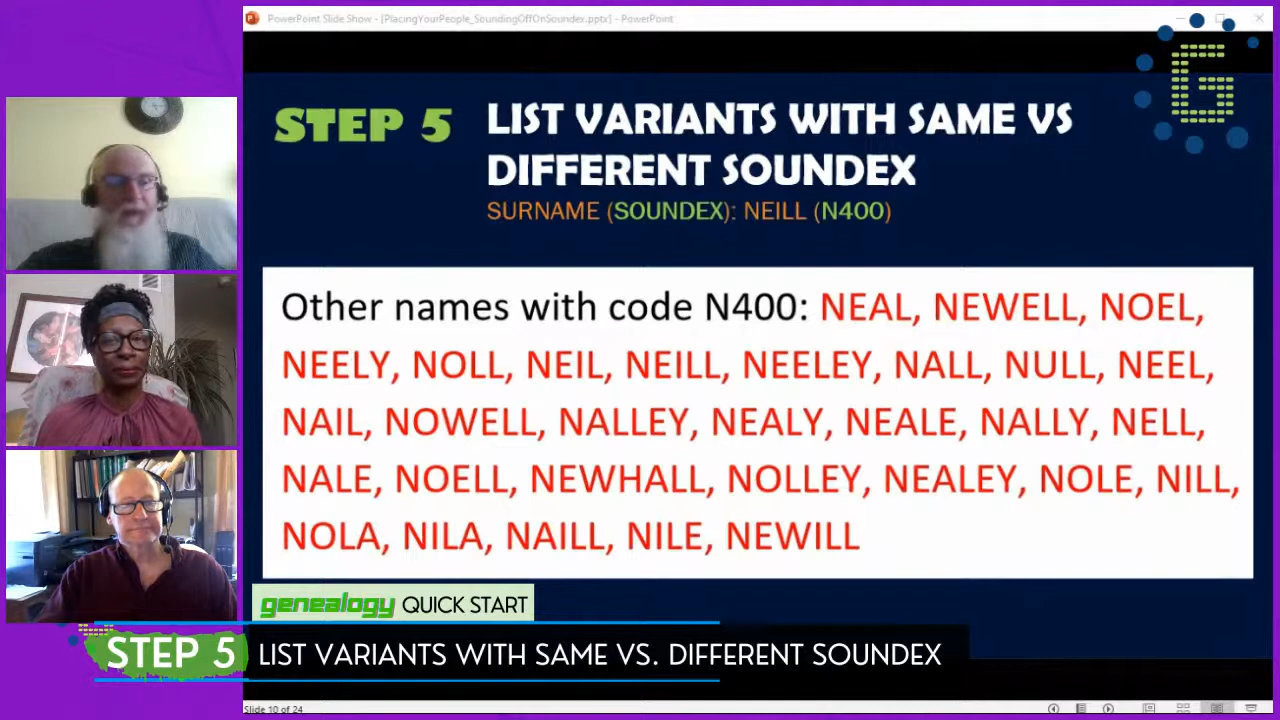 PowerPoint Slide Show - [PlacingYourPeople_SoundingOffOnSoundex.pptx] - PowerPoint
G
STEP 5
LIST VARIANTS WITH SAME VS
DIFFERENT SOUNDEX
SURNAME (SOUNDEX): NEILL (N400)
Other names with code N400: NEAL, NEWELL, NOEL,
NEELY, NOLL, NEIL, NEILL, NEELEY, NALL, NULL, NEEL,
NAIL, NOWELL, NALLEY, NEALY, NEALE, NALLY, NELL,
NALE, NOELL, NEWHALL, NOLLEY, NEALEY, NOLE, NILL,
NOLA, NILA, NAILL, NILE, NEWILL
genealogy QUICK START
STEP 5 LIST VARIANTS WITH SAME VS. DIFFERENT SOUNDEX
Slide 10 of 24